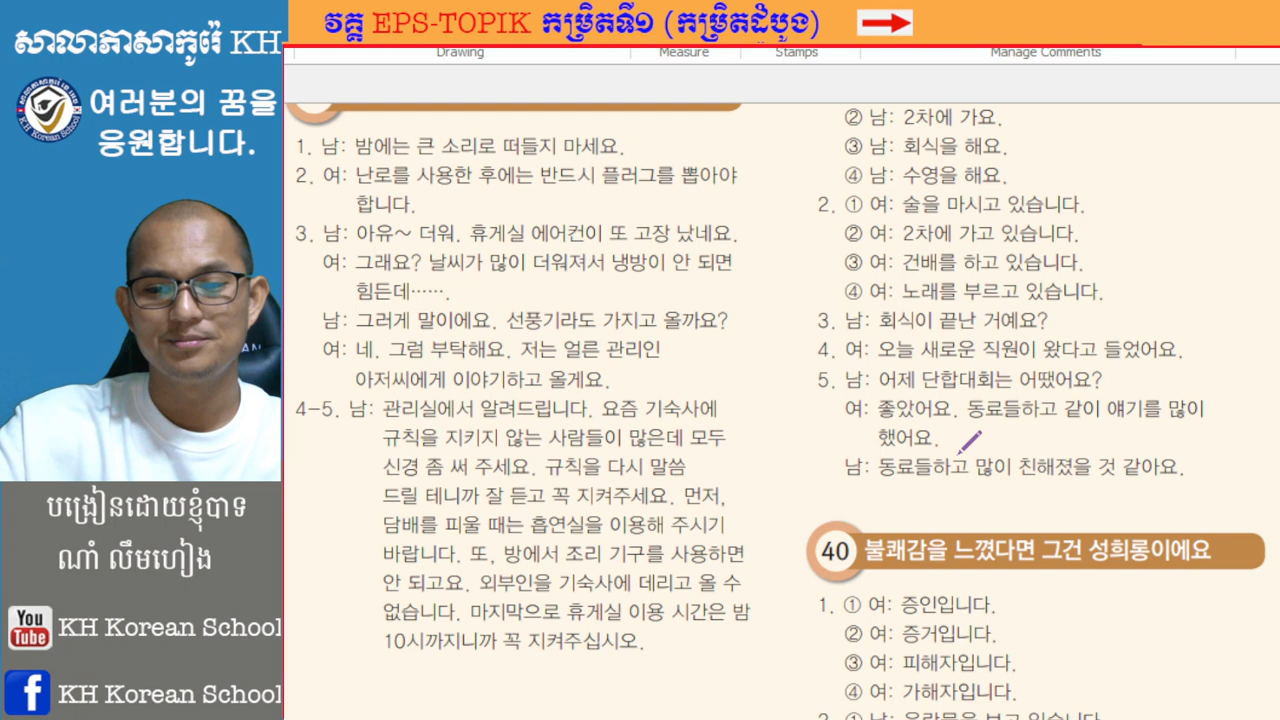 សាលាភាសាកូរ៉េ KH
여러분의 꿈을
응원합니다.
បង្រៀនដោយខ្ញុំបាទ
ណាំ លឹមហៀង
You
Tube
KH Korean School
f
KH Korean School
វគ្គ EPS-TOPIK កម្រិតទី១ (កម្រិតដំបូង)
Drawing
Measure
Stamps
Manage Comments
1. 남: 밤에는 큰 소리로 떠들지 마세요.
2. 여: 난로를 사용한 후에는 반드시 플러그를 뽑아야
합니다.
3. 남: 아유~ 더워. 휴게실 에어컨이 또 고장 났네요.
여: 그래요? 날씨가 많이 더워져서 냉방이 안 되면
힘든데…….
남: 그러게 말이에요. 선풍기라도 가지고 올까요?
여: 네. 그럼 부탁해요. 저는 얼른 관리인
아저씨에게 이야기하고 올게요.
4-5. 남: 관리실에서 알려드립니다. 요즘 기숙사에
규칙을 지키지 않는 사람들이 많은데 모두
신경 좀 써 주세요. 규칙을 다시 말씀
드릴 테니까 잘 듣고 꼭 지켜주세요. 먼저,
담배를 피울 때는 흡연실을 이용해 주시기
바랍니다. 또, 방에서 조리 기구를 사용하면
안 되고요. 외부인을 기숙사에 데리고 올 수
없습니다. 마지막으로 휴게실 이용 시간은 밤
10시까지니까 꼭 지켜주십시오.
② 남: 2차에 가요.
③ 남: 회식을 해요.
④ 남: 수영을 해요.
2. ① 여: 술을 마시고 있습니다.
② 여: 2차에 가고 있습니다.
③ 여: 건배를 하고 있습니다.
④ 여: 노래를 부르고 있습니다.
3. 남: 회식이 끝난 거예요?
4. 여: 오늘 새로운 직원이 왔다고 들었어요.
5. 남: 어제 단합대회는 어땠어요?
여: 좋았어요. 동료들하고 같이 얘기를 많이
했어요.
남: 동료들하고 많이 친해졌을 것 같아요.
40 불쾌감을 느꼈다면 그건 성희롱이에요
1. ① 여: 증인입니다.
② 여: 증거입니다.
③ 여: 피해자입니다.
④ 여: 가해자입니다.